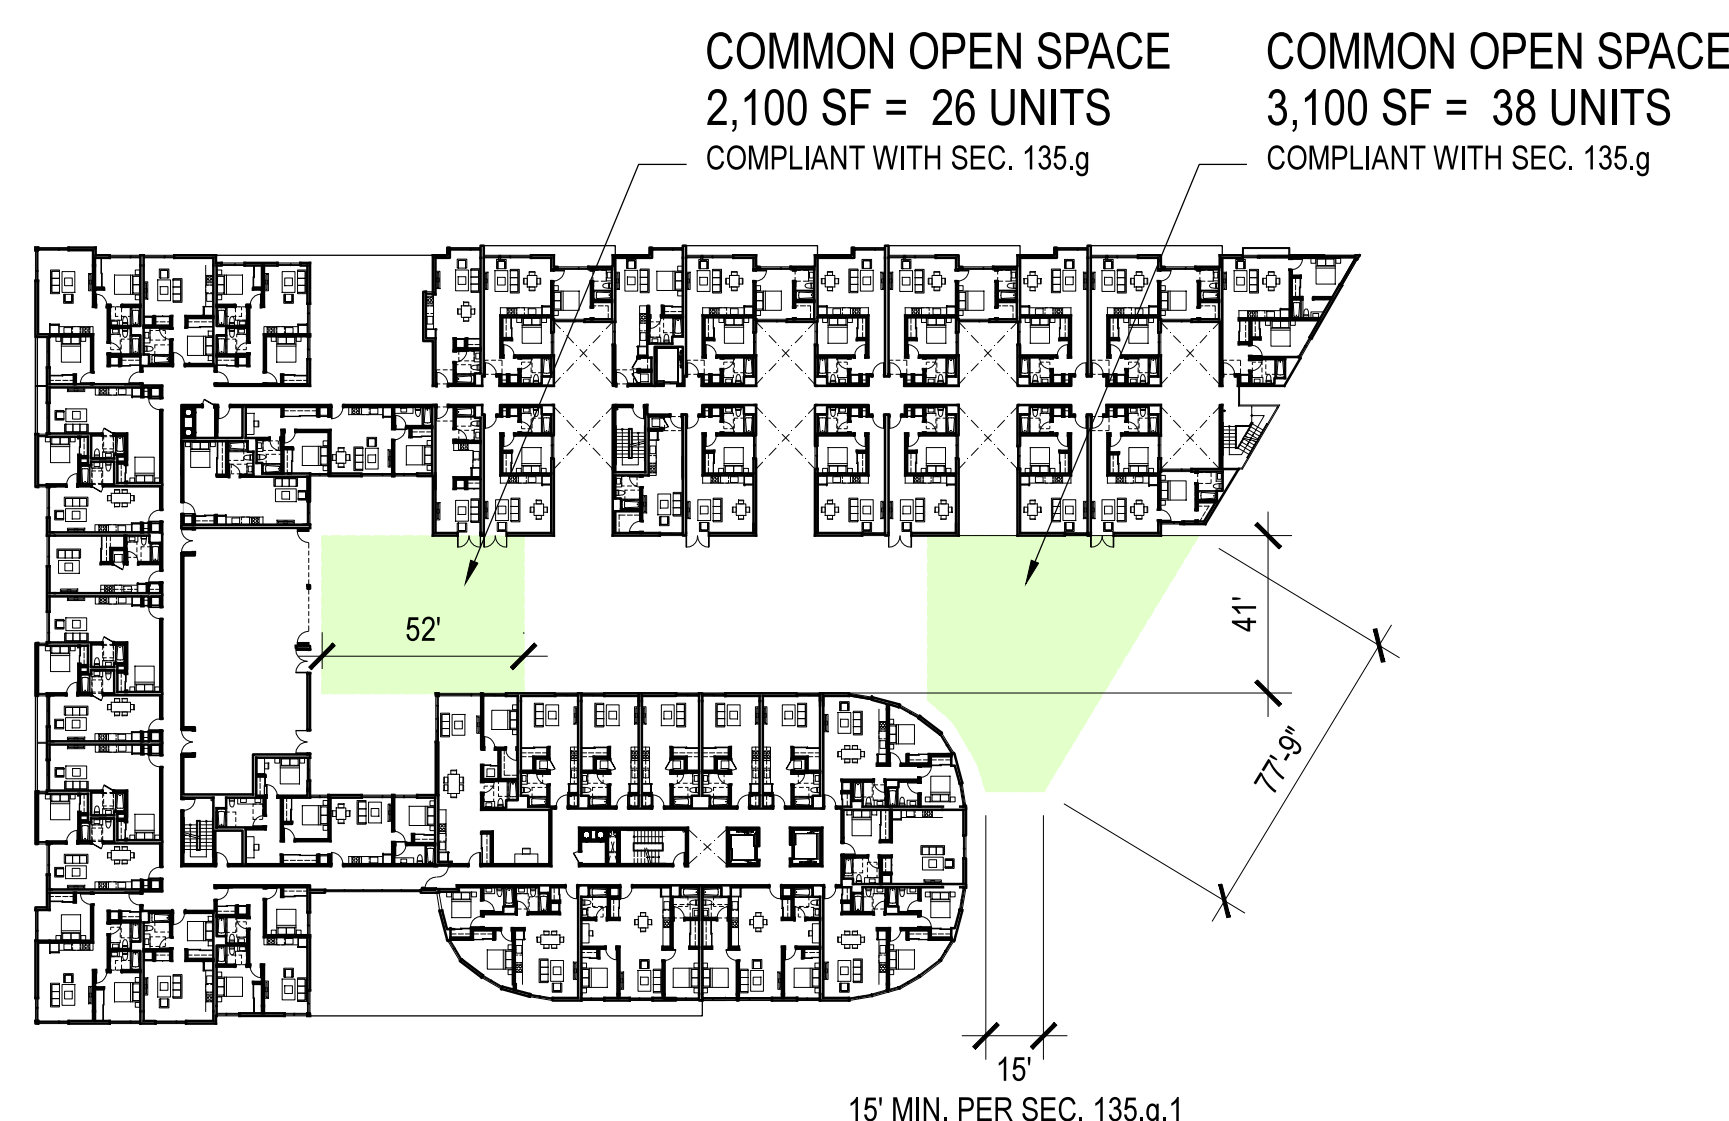 COMMON OPEN SPACE
2,100 SF = 26 UNITS
COMPLIANT WITH SEC. 135.g
COMMON OPEN SPACE
3,100 SF = 38 UNITS
COMPLIANT WITH SEC. 135.g
52'
41'
77'-9"
15'
15' MIN. PER SEC. 135.g.1